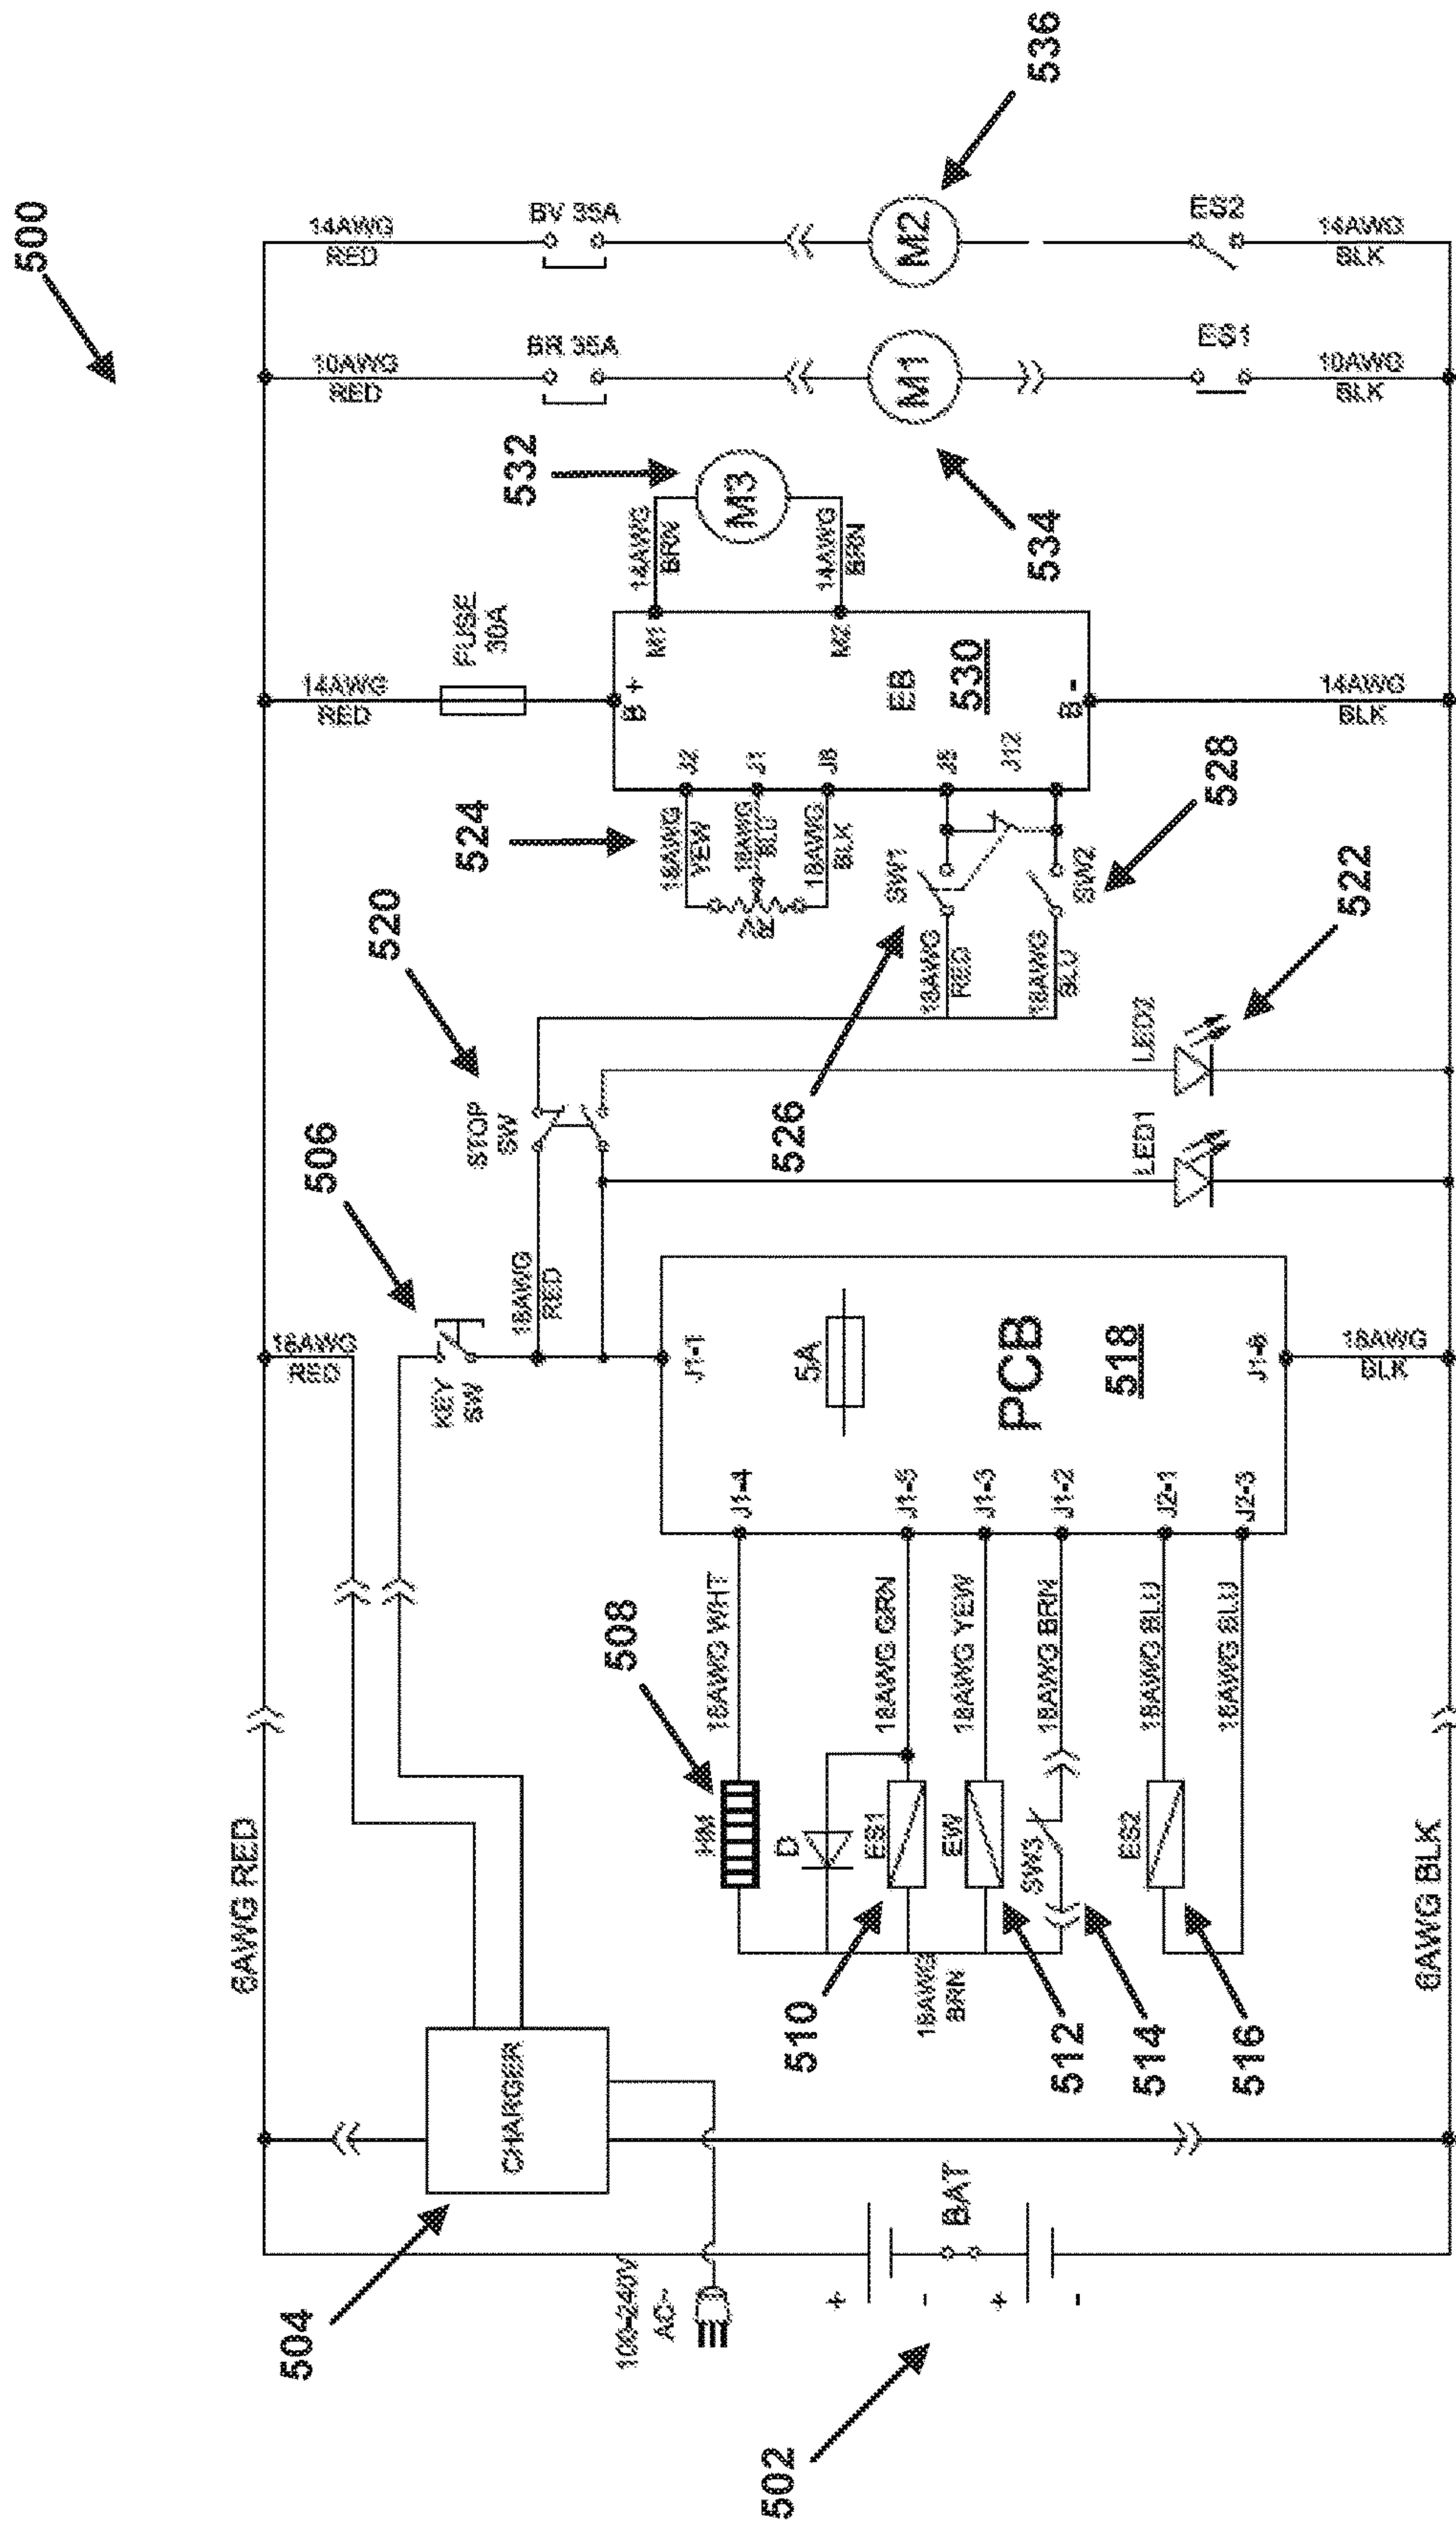 500
536
14AWG
RED
BV 35A
M2
ES2
14AWG
BLK
10AWG
RED
BR 35A
M1
ES1
10AWG
BLK
532
534
M3
14AWG
BRN
14AWG
BRN
14AWG
RED
FUSE
30A
B +
M1
M2
EB
530
J2
J1
J12
B -
14AWG
BLK
524
18AWG
YEW
18AWG
BLU
18AWG
BLK
SW1
SW2
528
526
18AWG
RED
18AWG
BLU
520
STOP
SW
522
LED2
LED1
506
KEY
SW
18AWG
RED
18AWG
RED
J1-1
5A
PCB
518
J1-6
18AWG
BLK
J1-4
J1-5
J1-3
J1-2
J2-1
J2-3
508
18AWG WHT
18AWG GRN
18AWG YEW
18AWG BRN
18AWG BLU
18AWG BLU
HM
D
ES1
EW
SW3
ES2
510
512
514
516
18AWG
BRN
6AWG RED
6AWG BLK
CHARGER
504
100-240V
AC~
+
-
BAT
+
-
502